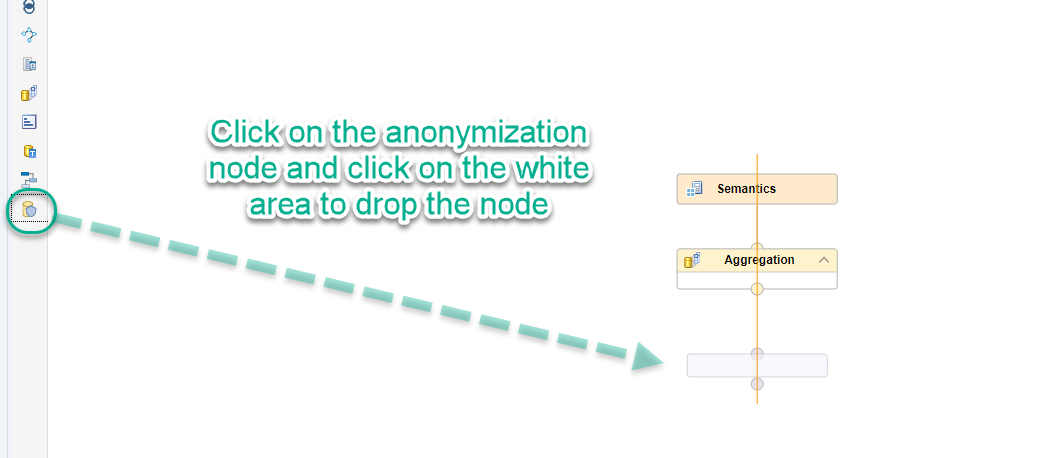 Click on the anonymization
node and click on the white
area to drop the node
Semantics
Aggregation